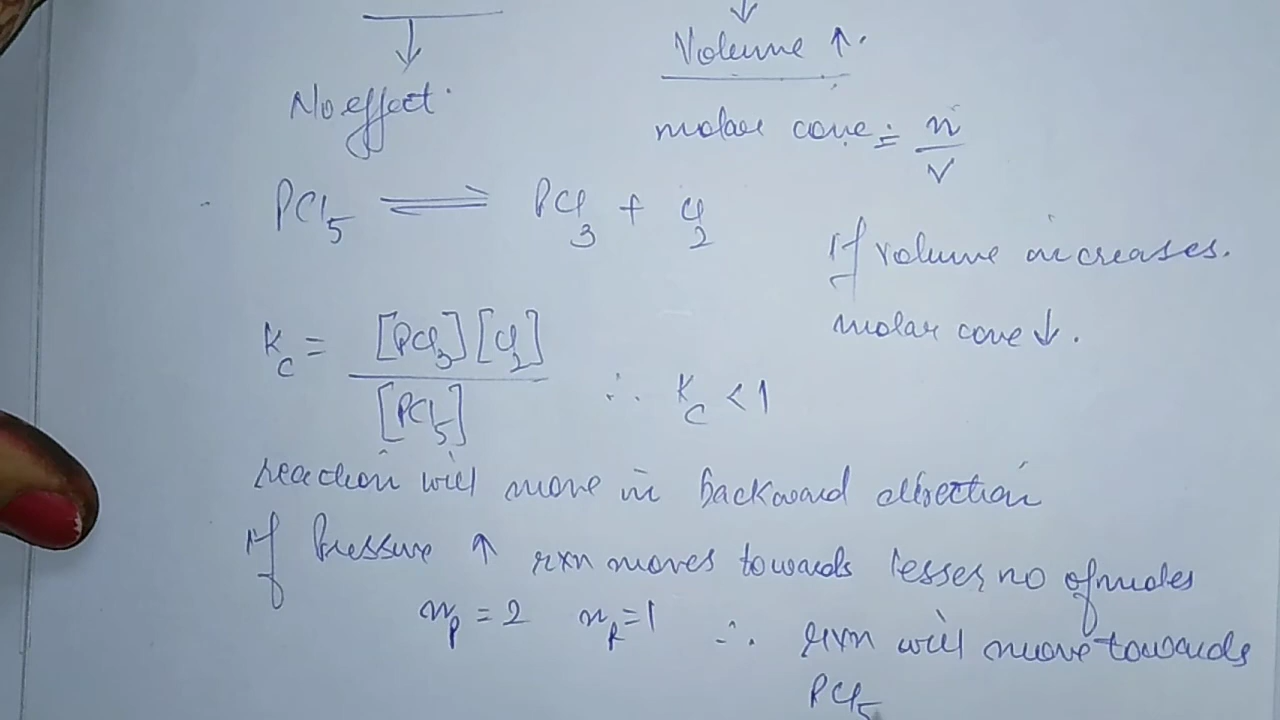 No effect.
Volume ↑.
molar conc = n/V
PCl5 ⇌ PCl3 + Cl2
If volume increases.
molar conc ↓.
Kc = [PCl3][Cl2]/[PCl5] ∴ Kc < 1
reaction will move in backward direction
If Pressure ↑ rxn moves towards lesser no of moles
nP = 2 nR = 1 ∴ rxn will move towards
PCl5